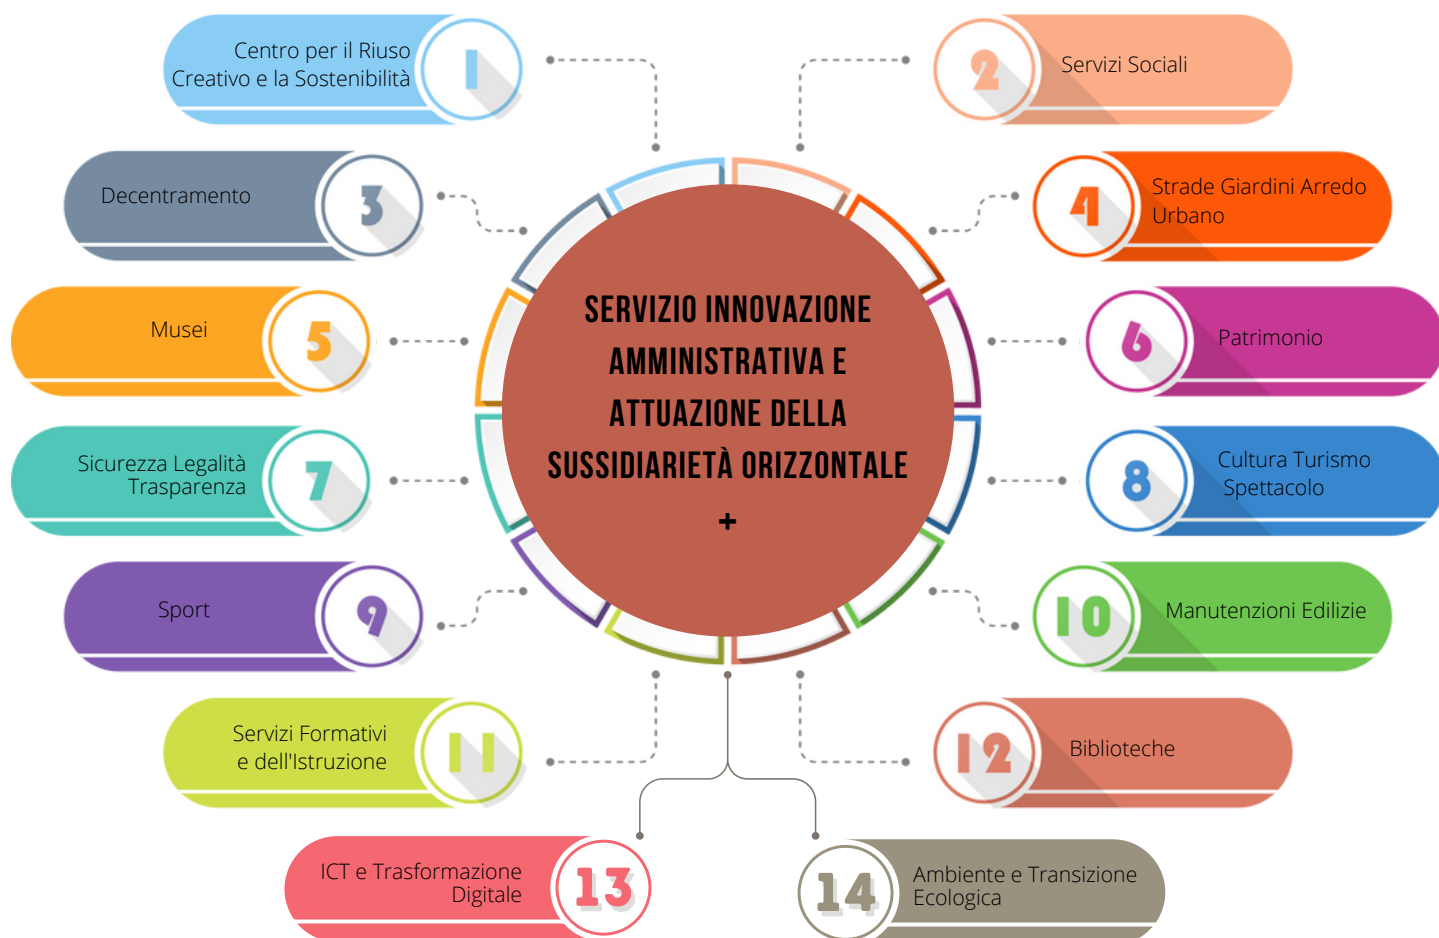 Centro per il Riuso
Creativo e la Sostenibilità
1
2
Servizi Sociali
Decentramento
3
4
Strade Giardini Arredo
Urbano
Musei
5
6
Patrimonio
SERVIZIO INNOVAZIONE
AMMINISTRATIVA E
ATTUAZIONE DELLA
SUSSIDIARIETÀ ORIZZONTALE
+
Sicurezza Legalità
Trasparenza
7
8
Cultura Turismo
Spettacolo
Sport
9
10
Manutenzioni Edilizie
Servizi Formativi
e dell'Istruzione
11
12
Biblioteche
ICT e Trasformazione
Digitale
13
14
Ambiente e Transizione
Ecologica